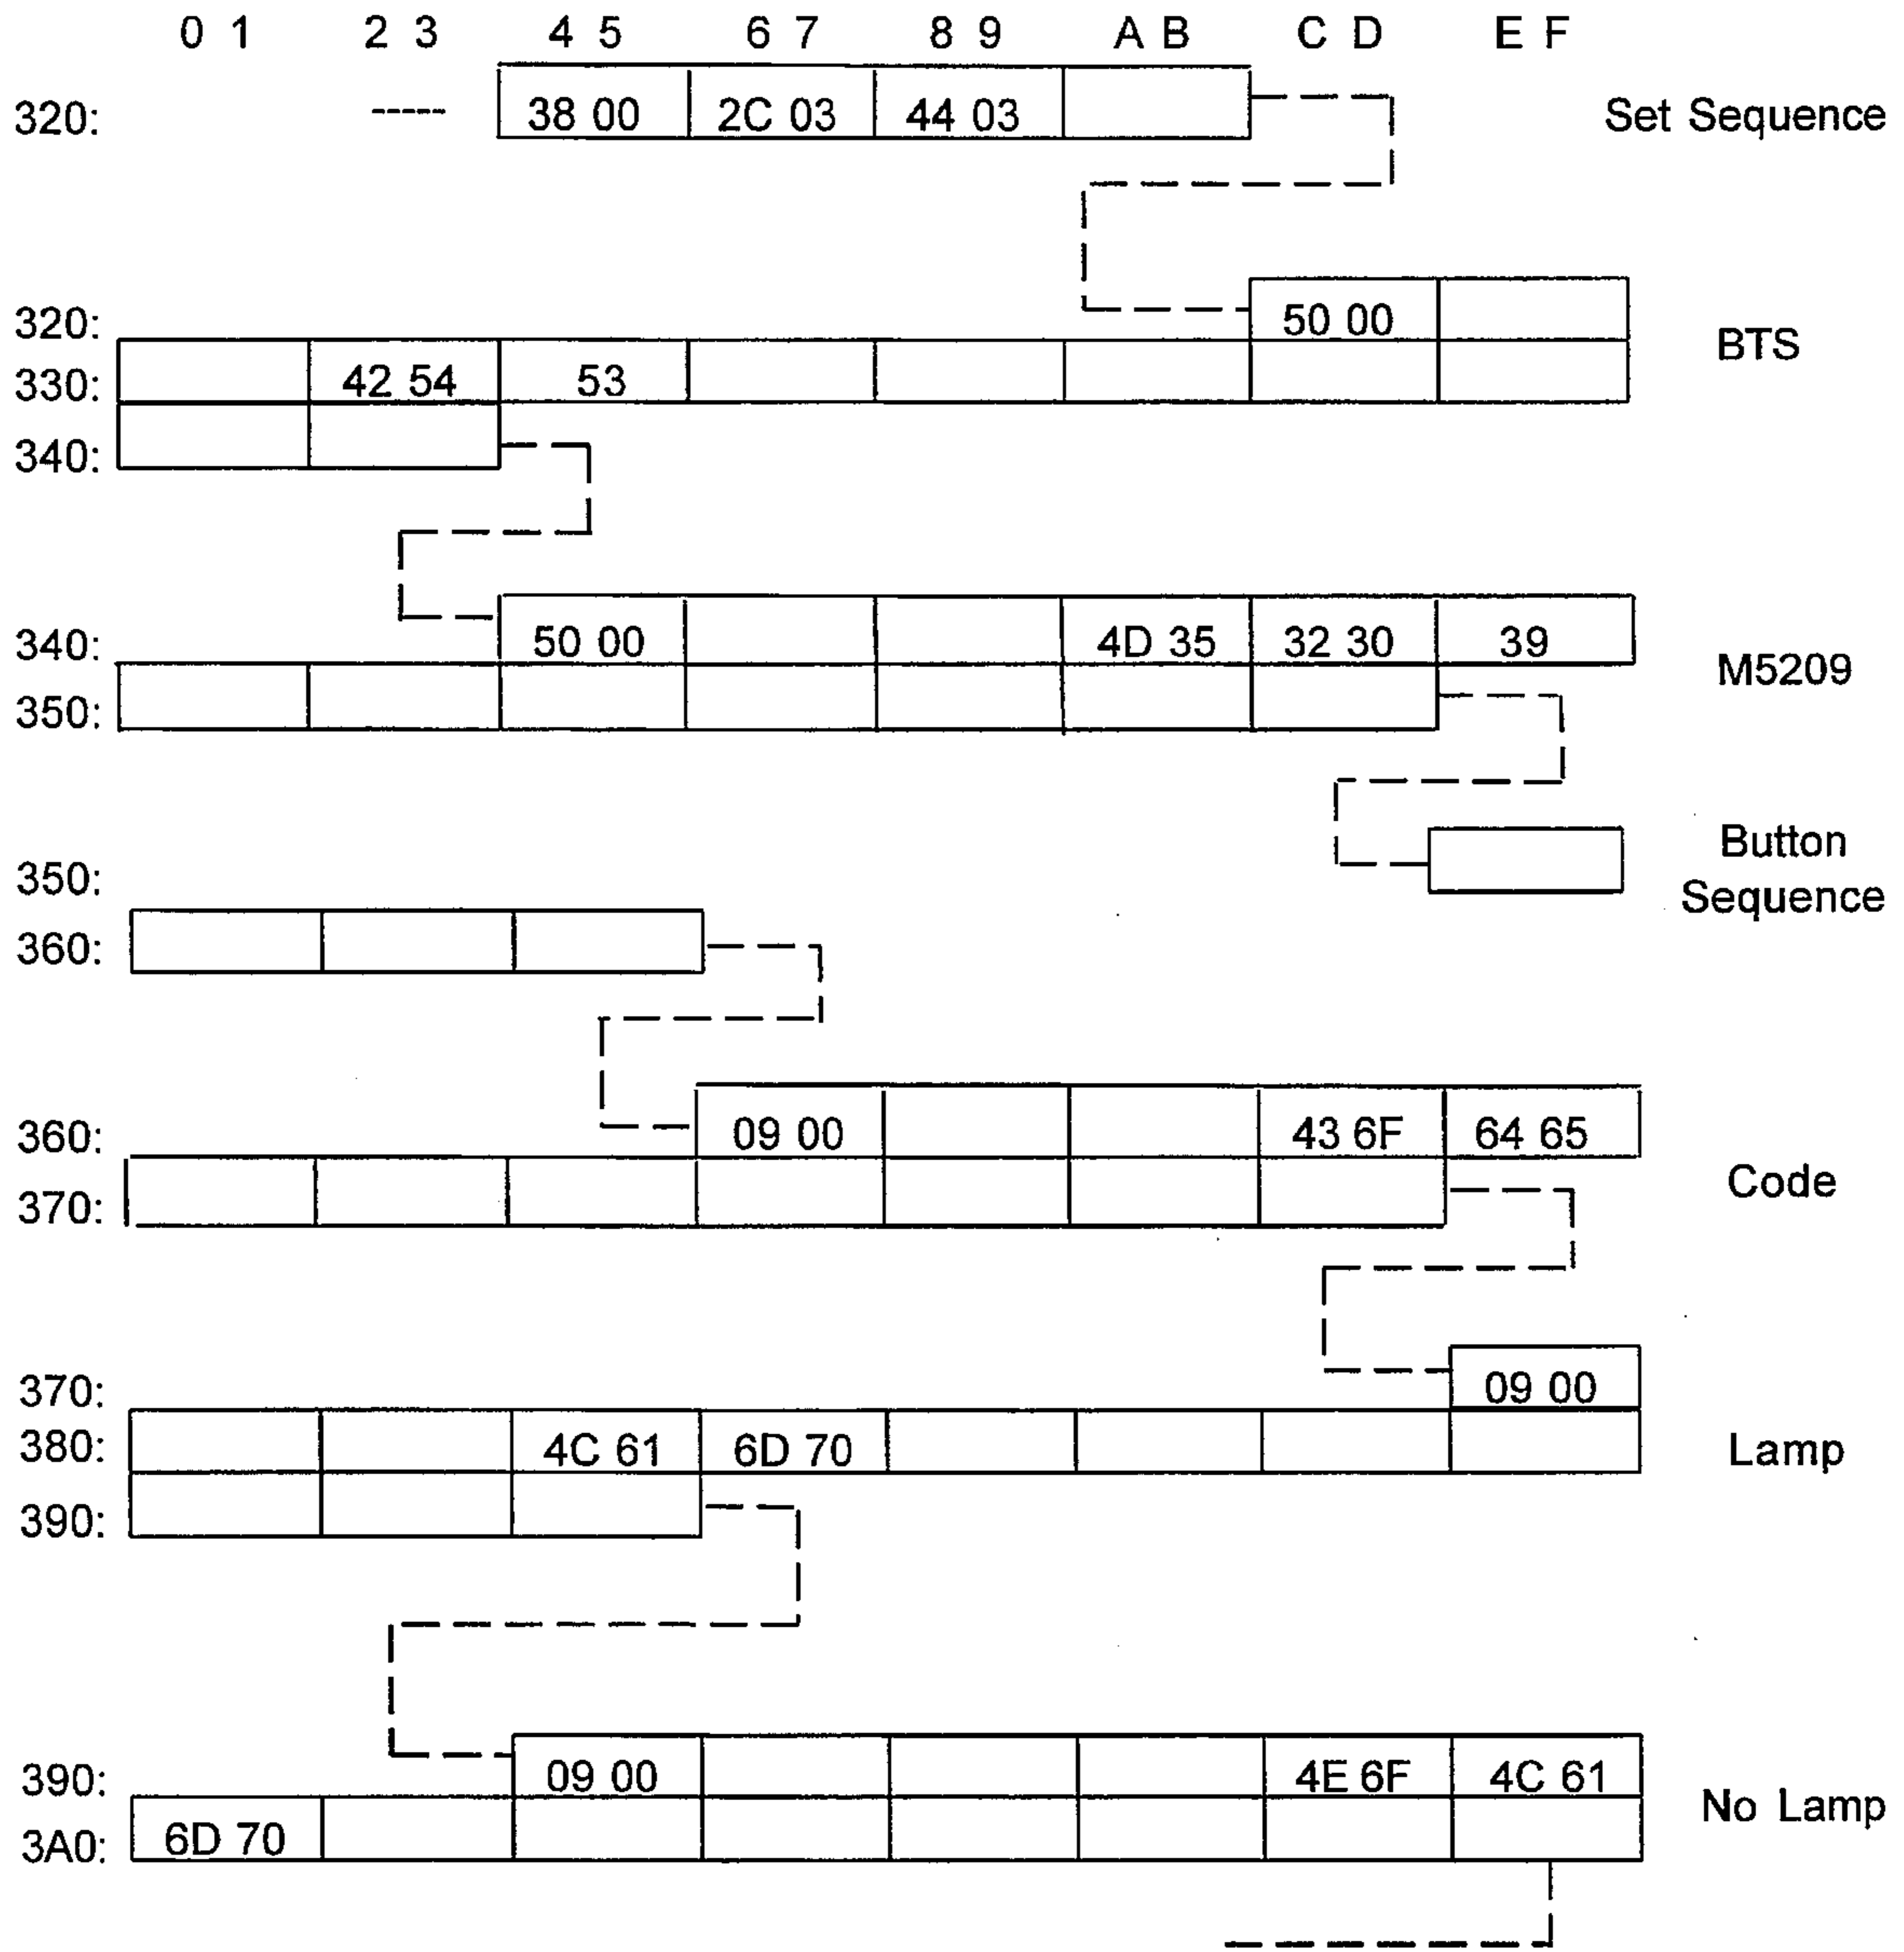 0 1 2 3 4 5 6 7 8 9 A B C D E F
320: ----- 38 00 2C 03 44 03 Set Sequence
320: 50 00
BTS
330: 42 54 53
340:
340: 50 00 4D 35 32 30 39
M5209
350:
Button
350:
Sequence
360:
360: 09 00 43 6F 64 65
Code
370:
370: 09 00
380: 4C 61 6D 70 Lamp
390:
390: 09 00 4E 6F 4C 61
No Lamp
3A0: 6D 70